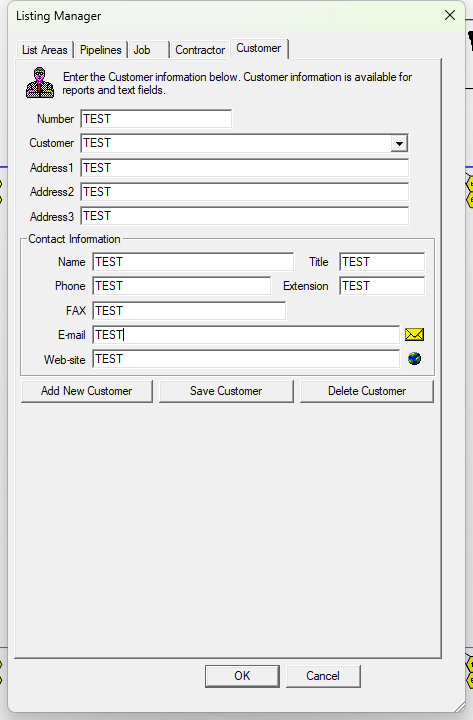 Listing Manager
List Areas Pipelines Job Contractor Customer
Enter the Customer information below. Customer information is available for
reports and text fields.
Number TEST
Customer TEST
Address1 TEST
Address2 TEST
Address3 TEST
Contact Information
Name TEST Title TEST
Phone TEST Extension TEST
FAX TEST
E-mail TEST
Web-site TEST
Add New Customer Save Customer Delete Customer
OK Cancel